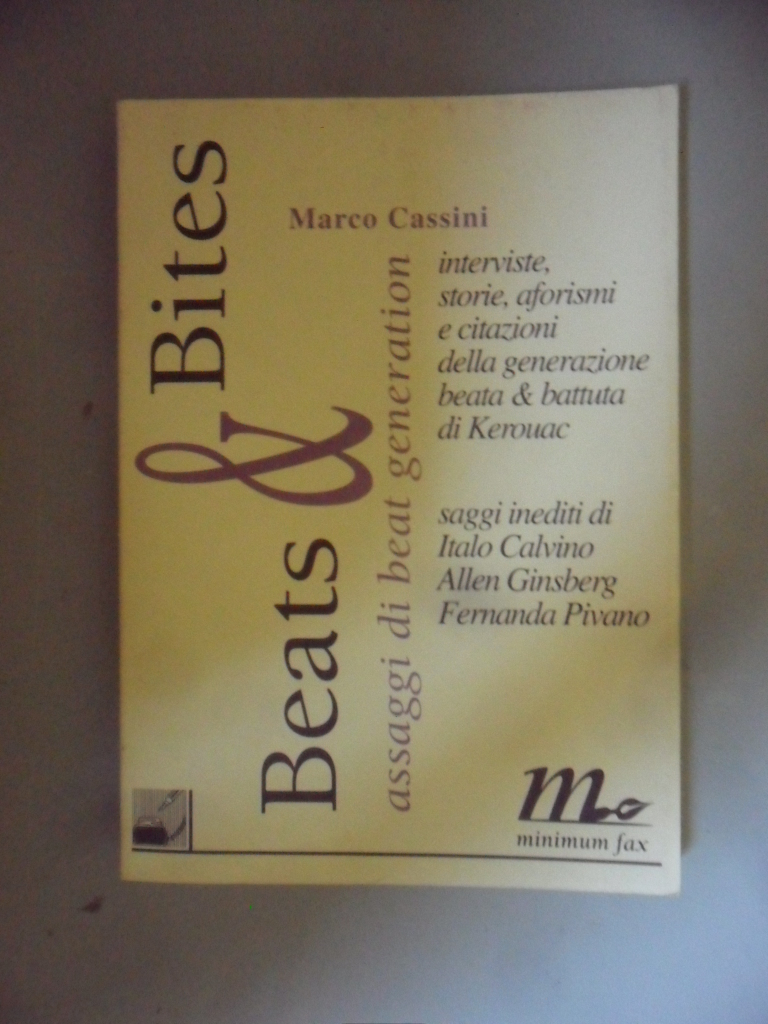 Marco Cassini
Beats & Bites
assaggi di beat generation
interviste,
storie, aforismi
e citazioni
della generazione
beata & battuta
di Kerouac
saggi inediti di
Italo Calvino
Allen Ginsberg
Fernanda Pivano
m
minimum fax